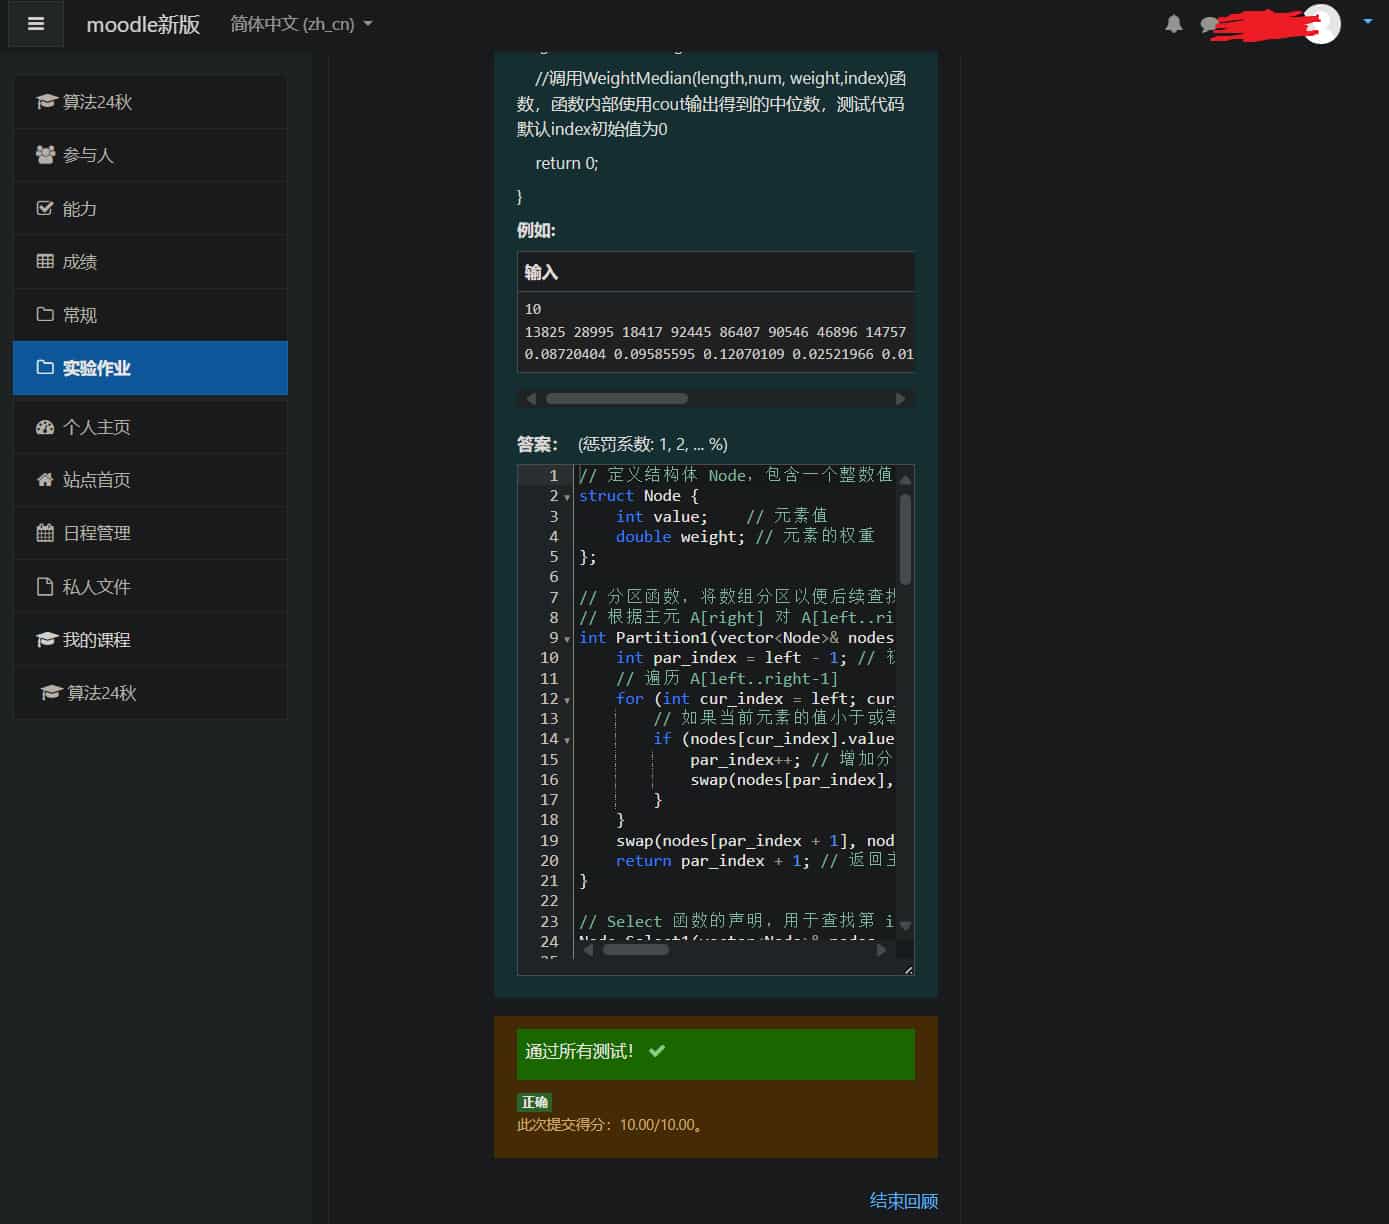 moodle新版
简体中文 (zh_cn)
算法24秋
参与人
能力
成绩
常规
实验作业
个人主页
站点首页
日程管理
私人文件
我的课程
算法24秋
//调用WeightMedian(length,num, weight,index)函
数，函数内部使用cout输出得到的中位数，测试代码
默认index初始值为0
return 0;
}
例如:
输入
10
13825 28995 18417 92445 86407 90546 46896 14757
0.08720404 0.09585595 0.12070109 0.02521966 0.01
答案： (惩罚系数: 1, 2, ... %)
1 // 定义结构体 Node，包含一个整数值
2 struct Node {
3 int value; // 元素值
4 double weight; // 元素的权重
5 };
6
7 // 分区函数，将数组分区以便后续查找
8 // 根据主元 A[right] 对 A[left..ri
9 int Partition1(vector<Node>& nodes
10 int par_index = left - 1; //
11 // 遍历 A[left..right-1]
12 for (int cur_index = left; cur
13 // 如果当前元素的值小于或等
14 if (nodes[cur_index].value
15 par_index++; // 增加分
16 swap(nodes[par_index],
17 }
18 }
19 swap(nodes[par_index + 1], nod
20 return par_index + 1; // 返回主
21 }
22
23 // Select 函数的声明，用于查找第 i
24 Node Select1(vector<Node>& nodes
通过所有测试！
正确
此次提交得分：10.00/10.00。
结束回顾